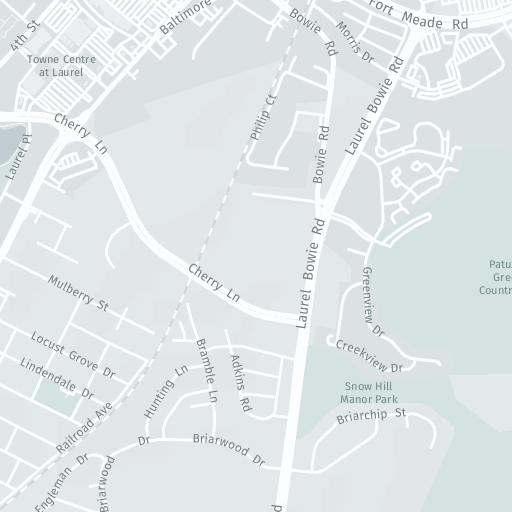 Fort Meade Rd
Bowie Rd
Morris Dr
Baltimore
4th St
Towne Centre
at Laurel
Laurel Bowie Rd
Philip Ct
Cherry Ln
Laurel Pl
Bowie Rd
Laurel Bowie Rd
Patu
Gree
Countr
Greenview Dr
Cherry Ln
Mulberry St
Locust Grove Dr
Lindendale Dr
Creekview Dr
Bramble Ln
Adkins Rd
Hunting Ln
Snow Hill
Manor Park
Briarchip St
Railroad Ave
Briarwood Dr
Dr
Engleman Dr
Briarwood
d